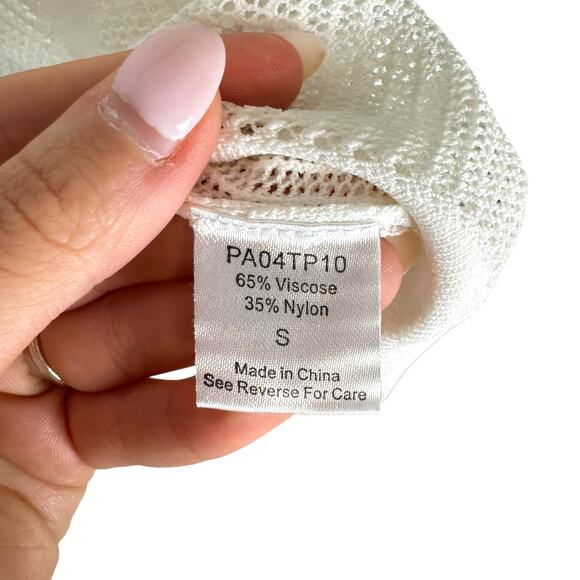 PA04TP10
65% Viscose
35% Nylon
S
Made in China
See Reverse For Care